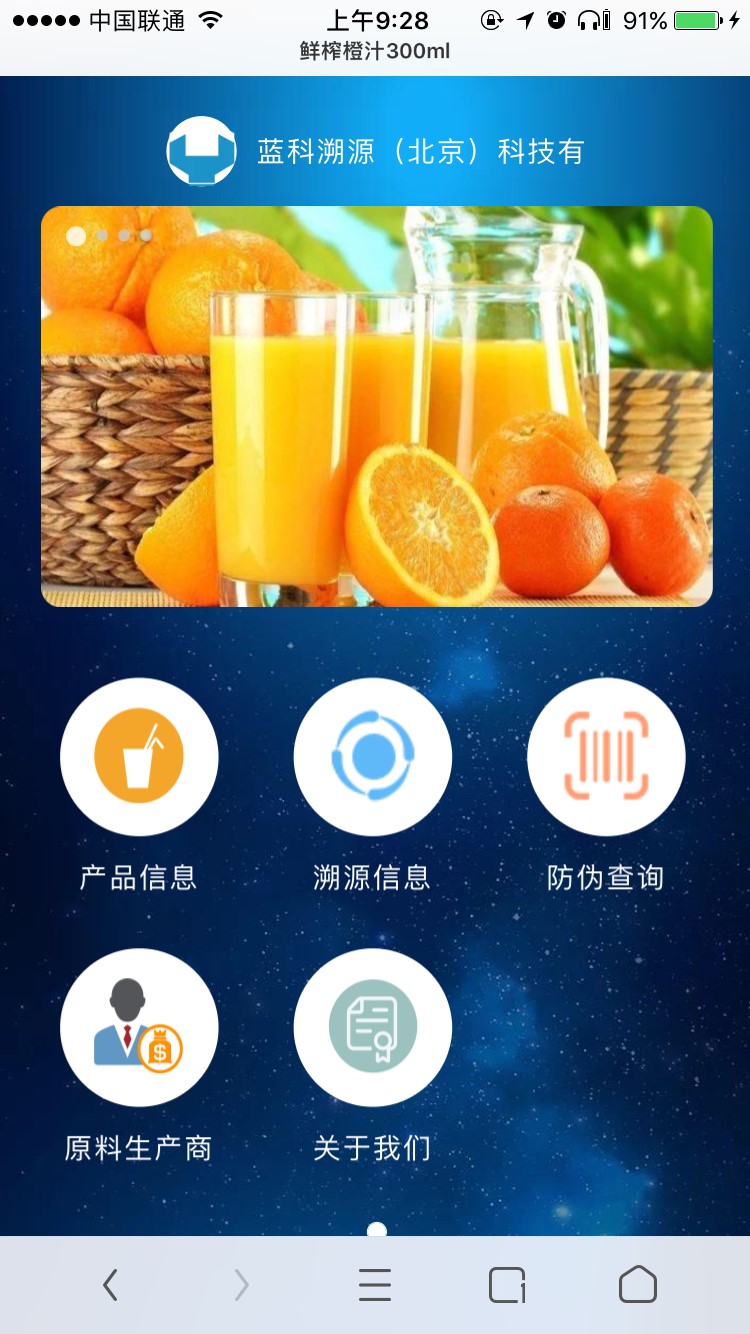 中国联通 上午9:28 91%
鲜榨橙汁300ml
蓝科溯源（北京）科技有
产品信息 溯源信息 防伪查询
$
原料生产商 关于我们
1